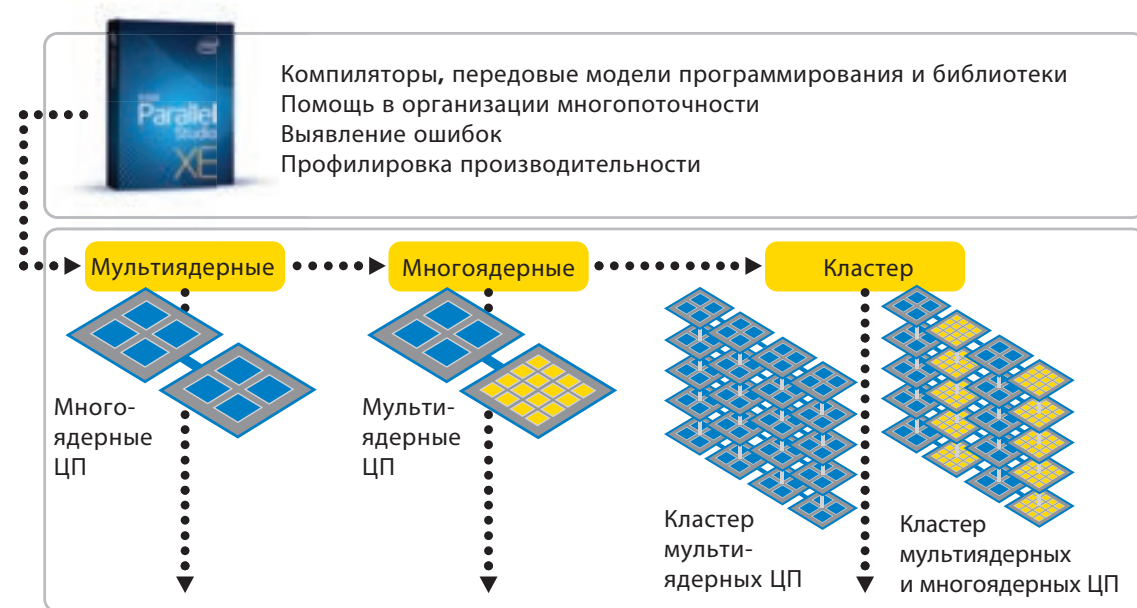 Parallel
Studio
XE
Компиляторы, передовые модели программирования и библиотеки
Помощь в организации многопоточности
Выявление ошибок
Профилировка производительности
Мультиядерные
Многоядерные
Кластер
Много-
ядерные
ЦП
Мульти-
ядерные
ЦП
Кластер
мульти-
ядерных ЦП
Кластер
мультиядерных
и многоядерных ЦП